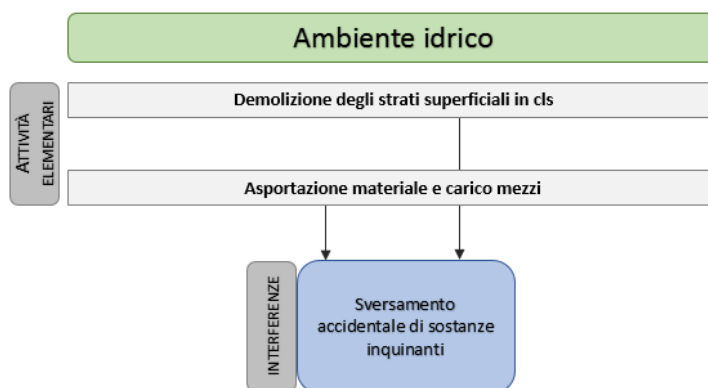 Ambiente idrico
ATTIVITÀ
ELEMENTARI
Demolizione degli strati superficiali in cls
Asportazione materiale e carico mezzi
INTERFERENZE
Sversamento
accidentale di sostanze
inquinanti